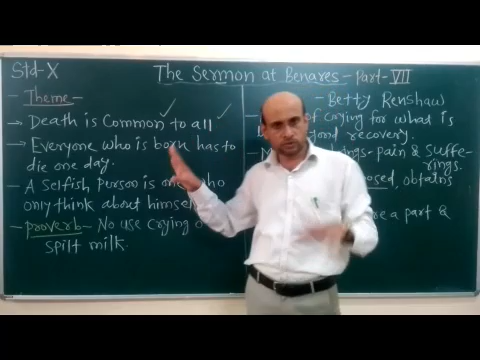 Std-X
The Sermon at Benares-Part-VII
- Theme-
- Betty Renshaw
→ Death is Common to all
→ Everyone who is born has to
die one day.
- A selfish person is one who
only think about himself
- proverb- No use crying o
spilt milk.
of crying for what is
recovery.
pain & Suffe-
rings.
obtains
a part &